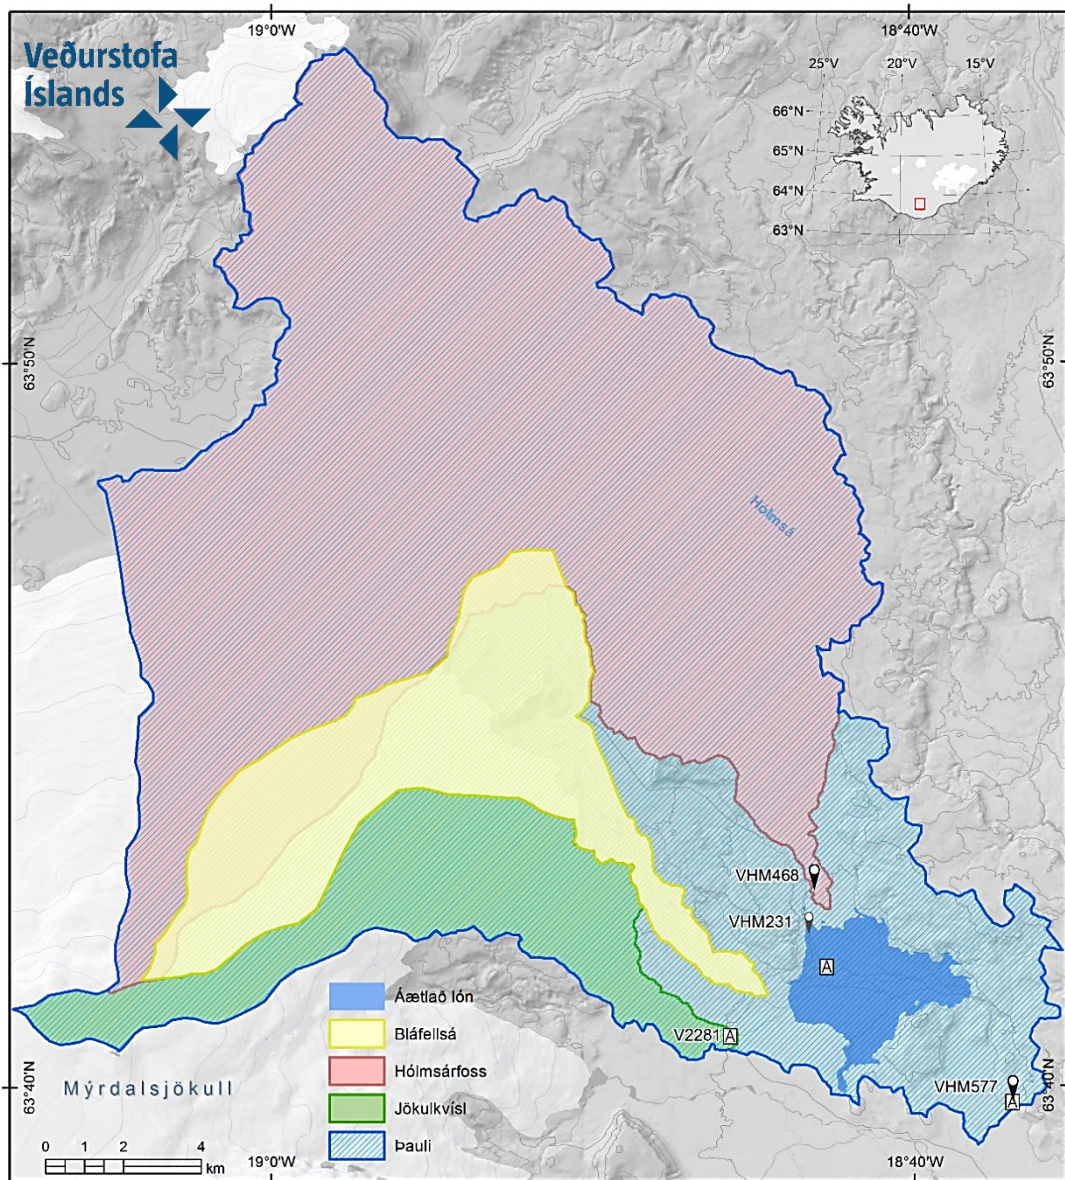 19°0'W
18°40'W
Veðurstofa
Íslands
25°V
20°V
15°V
66°N
65°N
64°N
63°N
63°50'N
63°50'N
Hólmsá
VHM468
VHM231
A
Áætlað lón
Bláfellsá
V2281 A
Hólmsárfoss
VHM577
A
Mýrdalsjökull
Jökulkvísl
Þauli
63°40'N
63°40'N
0 1 2 4
km
19°0'W
18°40'W